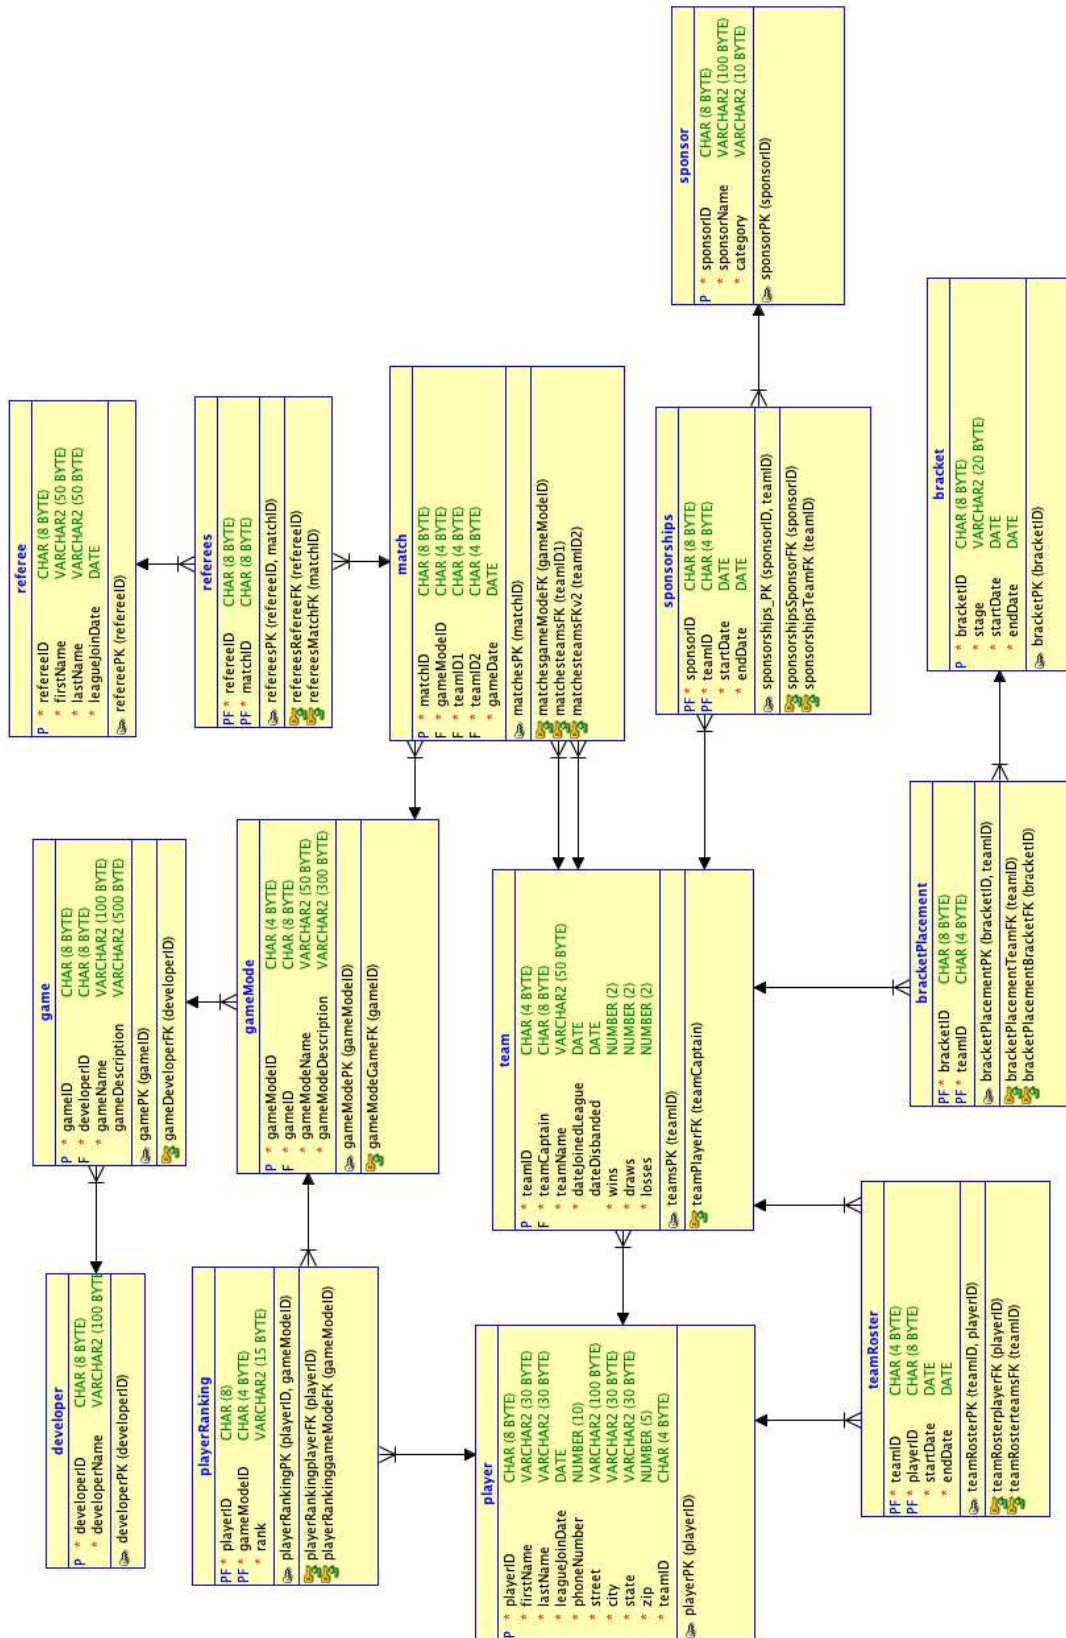 developer
P * developerID CHAR (8 BYTE)
* developerName VARCHAR2 (100 BYTE
developerPK (developerID)
game
P * gameID CHAR (8 BYTE)
F * developerID CHAR (8 BYTE)
* gameName VARCHAR2 (100 BYTE)
gameDescription VARCHAR2 (500 BYTE)
gamePK (gameID)
gameDeveloperFK (developerID)
referee
P * refereeID CHAR (8 BYTE)
* firstName VARCHAR2 (50 BYTE)
* lastName VARCHAR2 (50 BYTE)
* leagueJoinDate DATE
refereePK (refereeID)
playerRanking
PF * playerID CHAR (8)
PF * gameModeID CHAR (4 BYTE)
* rank VARCHAR2 (15 BYTE)
playerRankingPK (playerID, gameModeID)
playerRankingplayerFK (playerID)
playerRankinggameModeFK (gameModeID)
gameMode
P * gameModeID CHAR (4 BYTE)
F * gameID CHAR (8 BYTE)
* gameModeName VARCHAR2 (50 BYTE)
* gameModeDescription VARCHAR2 (300 BYTE)
gameModePK (gameModeID)
gameModeGameFK (gameID)
referees
PF * refereeID CHAR (8 BYTE)
PF * matchID CHAR (8 BYTE)
refereesPK (refereeID, matchID)
refereesRefereeFK (refereeID)
refereesMatchFK (matchID)
match
P * matchID CHAR (8 BYTE)
F * gameModeID CHAR (4 BYTE)
F * teamID1 CHAR (4 BYTE)
F * teamID2 CHAR (4 BYTE)
* gameDate DATE
matchesPK (matchID)
matchesgameModeFK (gameModeID)
matchesteamsFK (teamID1)
matchesteamsFKv2 (teamID2)
player
P * playerID CHAR (8 BYTE)
* firstName VARCHAR2 (30 BYTE)
* lastName VARCHAR2 (30 BYTE)
* leagueJoinDate DATE
* phoneNumber NUMBER (10)
* street VARCHAR2 (100 BYTE)
* city VARCHAR2 (30 BYTE)
* state VARCHAR2 (30 BYTE)
* zip NUMBER (5)
* teamID CHAR (4 BYTE)
playerPK (playerID)
team
P * teamID CHAR (4 BYTE)
F * teamCaptain CHAR (8 BYTE)
* teamName VARCHAR2 (50 BYTE)
* dateJoinedLeague DATE
dateDisbanded DATE
* wins NUMBER (2)
* draws NUMBER (2)
* losses NUMBER (2)
teamsPK (teamID)
teamPlayerFK (teamCaptain)
sponsorships
PF * sponsorID CHAR (8 BYTE)
PF * teamID CHAR (4 BYTE)
* startDate DATE
* endDate DATE
sponsorships_PK (sponsorID, teamID)
sponsorshipsSponsorFK (sponsorID)
sponsorshipsTeamFK (teamID)
sponsor
P * sponsorID CHAR (8 BYTE)
* sponsorName VARCHAR2 (100 BYTE)
* category VARCHAR2 (10 BYTE)
sponsorPK (sponsorID)
teamRoster
PF * teamID CHAR (4 BYTE)
PF * playerID CHAR (8 BYTE)
* startDate DATE
* endDate DATE
teamRosterPK (teamID, playerID)
teamRosterplayerFK (playerID)
teamRosterteamsFK (teamID)
bracketPlacement
PF * bracketID CHAR (8 BYTE)
PF * teamID CHAR (4 BYTE)
bracketPlacementPK (bracketID, teamID)
bracketPlacementTeamFK (teamID)
bracketPlacementBracketFK (bracketID)
bracket
P * bracketID CHAR (8 BYTE)
* stage VARCHAR2 (20 BYTE)
* startDate DATE
* endDate DATE
bracketPK (bracketID)